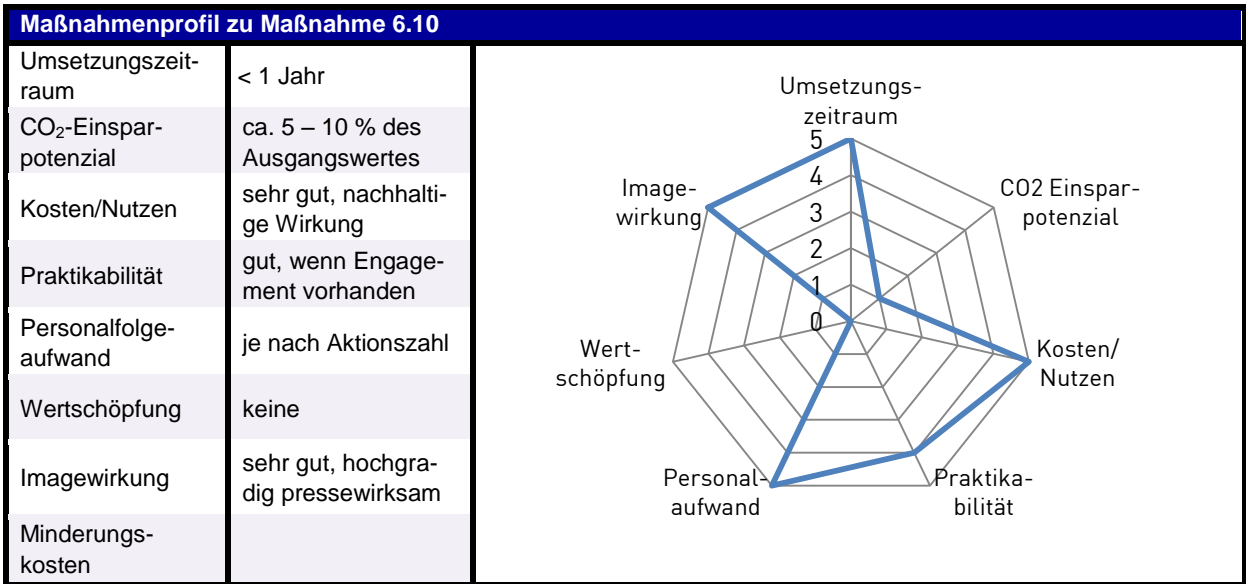 Maßnahmenprofil zu Maßnahme 6.10
Umsetzungszeit-
raum
< 1 Jahr
CO₂-Einspar-
potenzial
ca. 5 – 10 % des
Ausgangswertes
Kosten/Nutzen
sehr gut, nachhalti-
ge Wirkung
Praktikabilität
gut, wenn Engage-
ment vorhanden
Personalfolge-
aufwand
je nach Aktionszahl
Wertschöpfung
keine
Imagewirkung
sehr gut, hochgra-
dig pressewirksam
Minderungs-
kosten
Umsetzungs-
zeitraum
CO2 Einspar-
potenzial
Kosten/
Nutzen
Praktika-
bilität
Personal-
aufwand
Wert-
schöpfung
Image-
wirkung
5
4
3
2
1
0